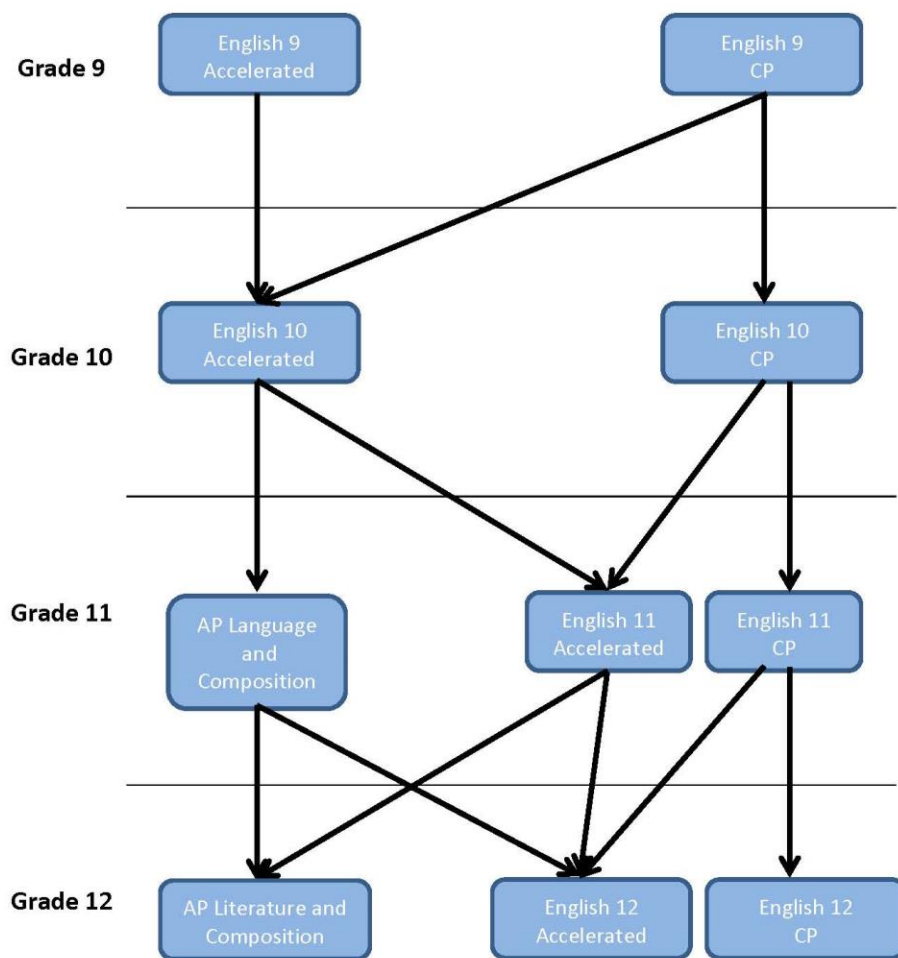 Grade 9
English 9
Accelerated
English 9
CP
Grade 10
English 10
Accelerated
English 10
CP
Grade 11
AP Language
and
Composition
English 11
Accelerated
English 11
CP
Grade 12
AP Literature and
Composition
English 12
Accelerated
English 12
CP